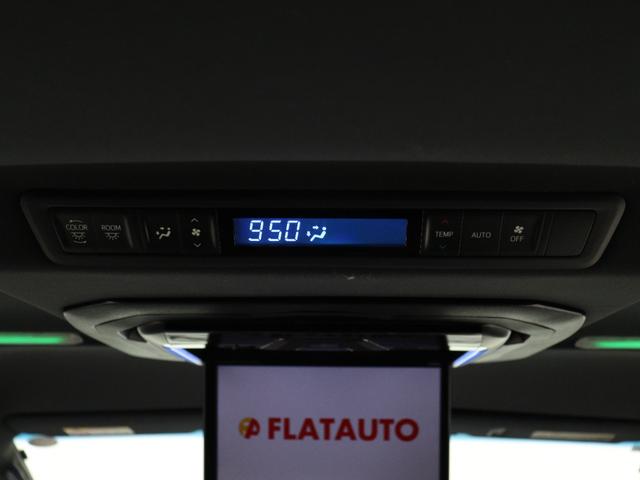 COLOR ROOM 950 TEMP AUTO OFF
FLATAUTO